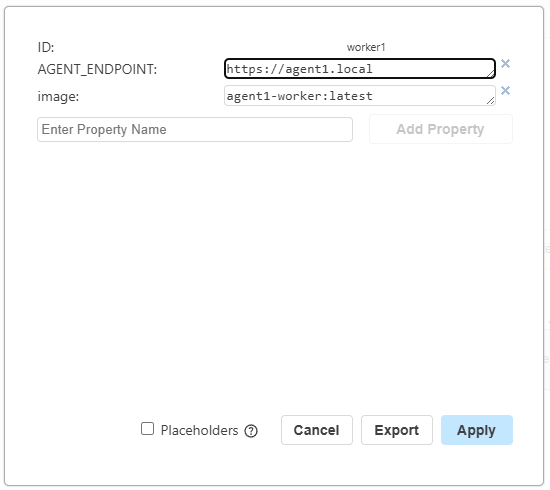 ID: worker1
AGENT_ENDPOINT: https://agent1.local
image: agent1-worker:latest
Enter Property Name Add Property
Placeholders Cancel Export Apply